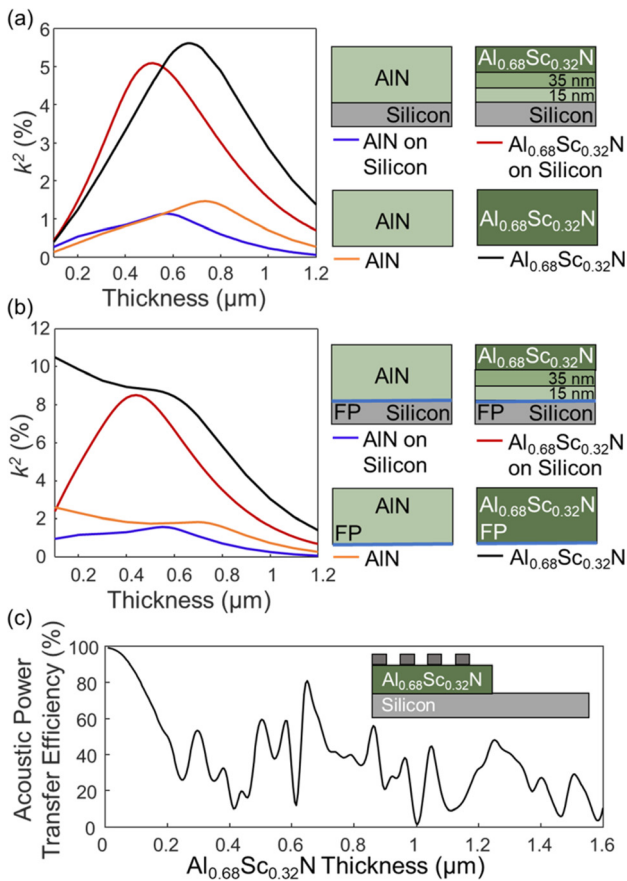 (a)
6
5
4
3
2
1
0
k² (%)
0.2 0.4 0.6 0.8 1 1.2
Thickness (μm)
AlN
Silicon
AlN on
Silicon
Al0.68Sc0.32N
35 nm
15 nm
Silicon
Al0.68Sc0.32N
on Silicon
AlN
AlN
Al0.68Sc0.32N
Al0.68Sc0.32N
(b)
12
10
8
6
4
2
0
k² (%)
0.2 0.4 0.6 0.8 1 1.2
Thickness (μm)
AlN
FP Silicon
AlN on
Silicon
Al0.68Sc0.32N
35 nm
15 nm
FP Silicon
Al0.68Sc0.32N
on Silicon
AlN
FP
AlN
Al0.68Sc0.32N
FP
Al0.68Sc0.32N
(c)
Acoustic Power
Transfer Efficiency (%)
100
80
60
40
20
0
Al0.68Sc0.32N
Silicon
0 0.2 0.4 0.6 0.8 1 1.2 1.4 1.6
Al0.68Sc0.32N Thickness (μm)